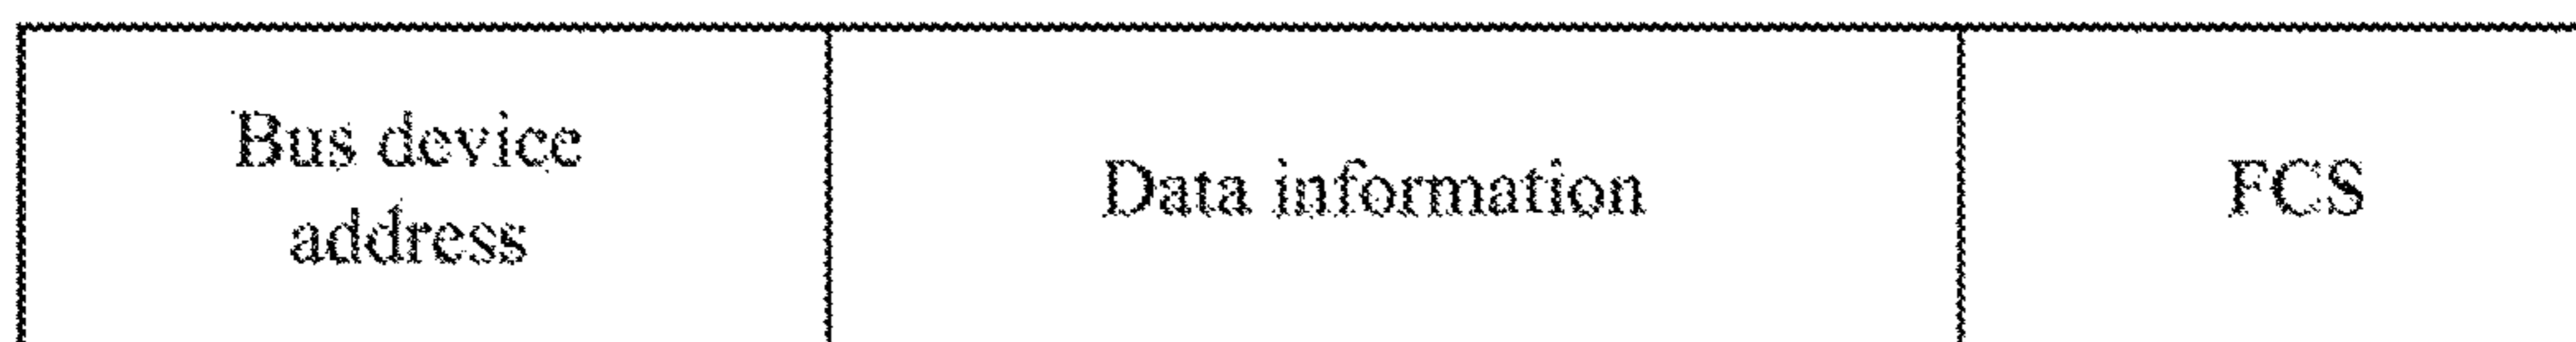 Bus device
address
Data information
FCS